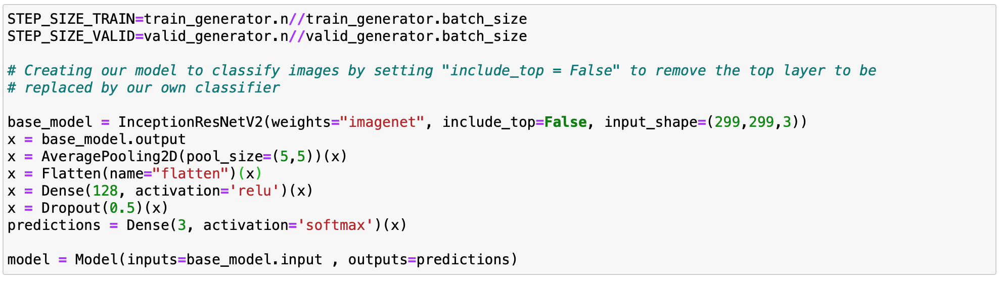 STEP_SIZE_TRAIN=train_generator.n//train_generator.batch_size
STEP_SIZE_VALID=valid_generator.n//valid_generator.batch_size
# Creating our model to classify images by setting "include_top = False" to remove the top layer to be
# replaced by our own classifier
base_model = InceptionResNetV2(weights="imagenet", include_top=False, input_shape=(299,299,3))
x = base_model.output
x = AveragePooling2D(pool_size=(5,5))(x)
x = Flatten(name="flatten")(x)
x = Dense(128, activation='relu')(x)
x = Dropout(0.5)(x)
predictions = Dense(3, activation='softmax')(x)
model = Model(inputs=base_model.input , outputs=predictions)